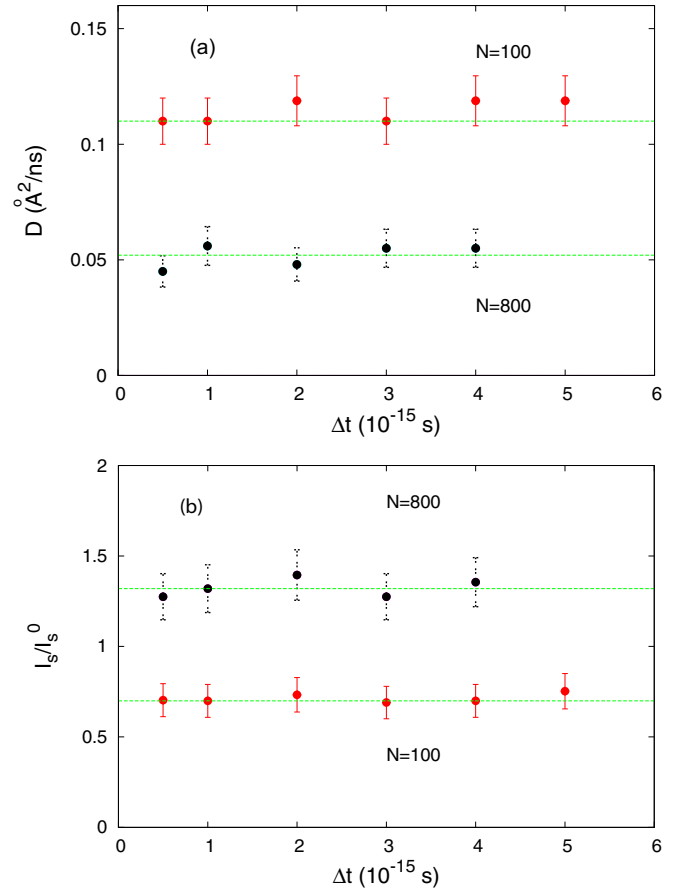 0.15
(a)
N=100
0.1
D (Å²/ns)
0.05
N=800
0
0 1 2 3 4 5 6
Δt (10⁻¹⁵ s)
2
(b)
N=800
1.5
1
I_s/I_s⁰
0.5
N=100
0
0 1 2 3 4 5 6
Δt (10⁻¹⁵ s)